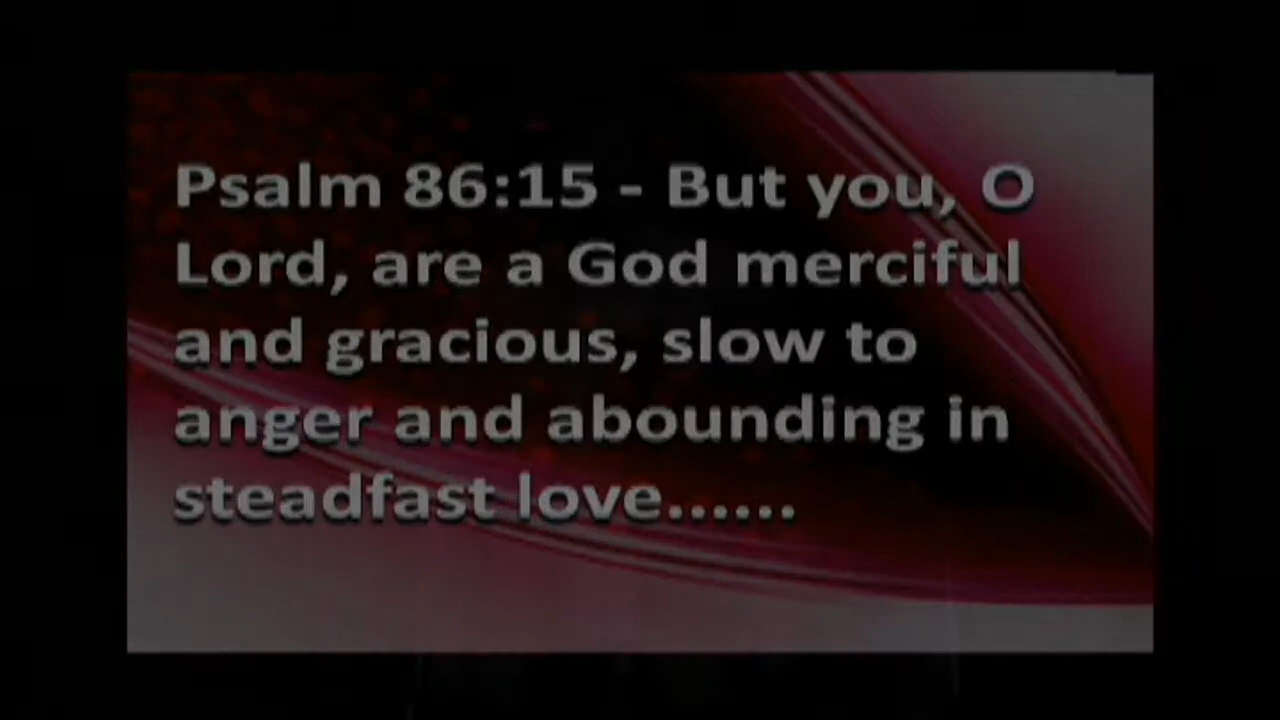 Psalm 86:15 - But you, O
Lord, are a God merciful
and gracious, slow to
anger and abounding in
steadfast love......